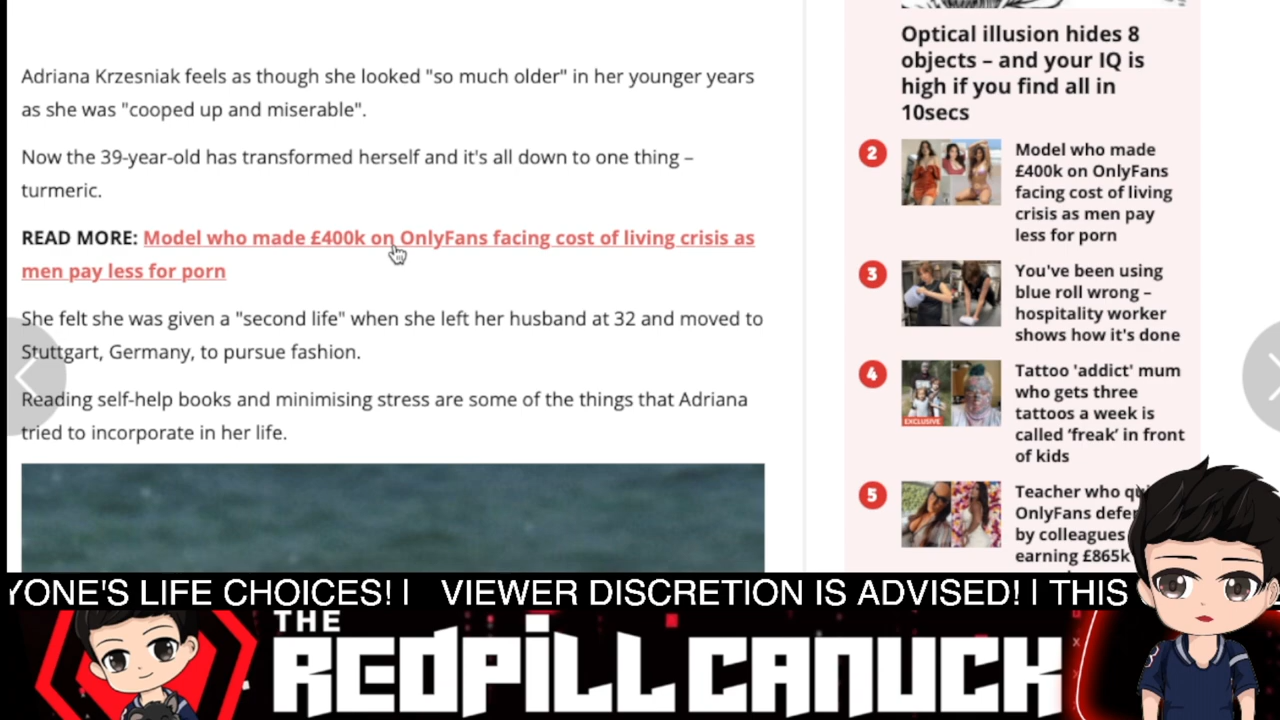 Adriana Krzesniak feels as though she looked "so much older" in her younger years
as she was "cooped up and miserable".
Now the 39-year-old has transformed herself and it's all down to one thing –
turmeric.
READ MORE: Model who made £400k on OnlyFans facing cost of living crisis as
men pay less for porn
She felt she was given a "second life" when she left her husband at 32 and moved to
Stuttgart, Germany, to pursue fashion.
Reading self-help books and minimising stress are some of the things that Adriana
tried to incorporate in her life.
Optical illusion hides 8
objects – and your IQ is
high if you find all in
10secs
2
Model who made
£400k on OnlyFans
facing cost of living
crisis as men pay
less for porn
3
You've been using
blue roll wrong –
hospitality worker
shows how it's done
4
EXCLUSIVE
Tattoo 'addict' mum
who gets three
tattoos a week is
called ‘freak’ in front
of kids
5
Teacher who
OnlyFans
by colleagues
earning £865k
YONE'S LIFE CHOICES! | VIEWER DISCRETION IS ADVISED! | THIS
THE
REDPILL CANUCK